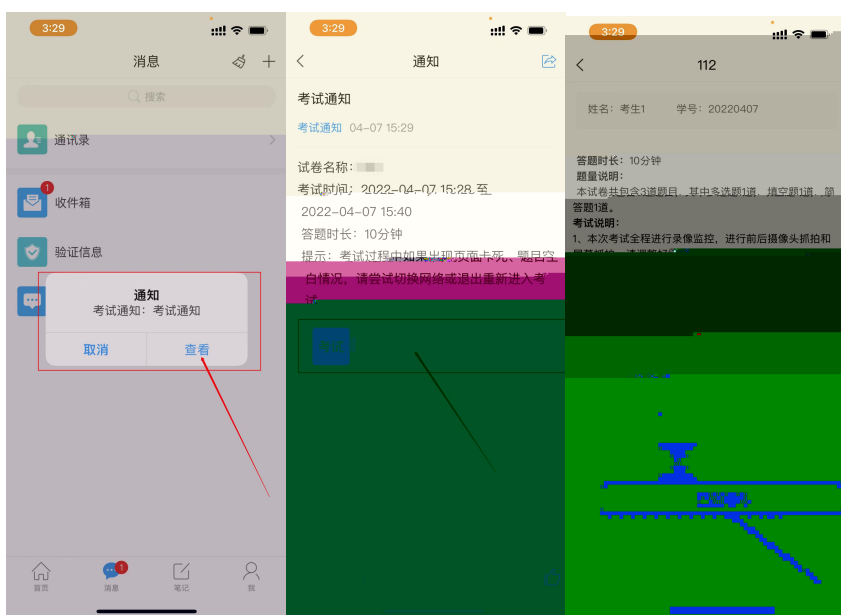 3:29
消息
搜索
通讯录
1
收件箱
验证信息
通知
考试通知：考试通知
取消
查看
首页
1
消息
笔记
我
3:29
通知
考试通知
考试通知 04-07 15:29
试卷名称：
考试时间：2022-04-07 15:28 至
2022-04-07 15:40
答题时长：10分钟
提示：考试过程中如果出现页面卡死、题目空
白情况，请尝试切换网络或退出重新进入考
试
3:29
112
姓名：考生1 学号：20220407
答题时长：10分钟
题量说明：
本试卷共包含3道题目，其中多选题1道，填空题1道，简
答题1道。
考试说明：
1、本次考试全程进行录像监控，进行前后摄像头抓拍和